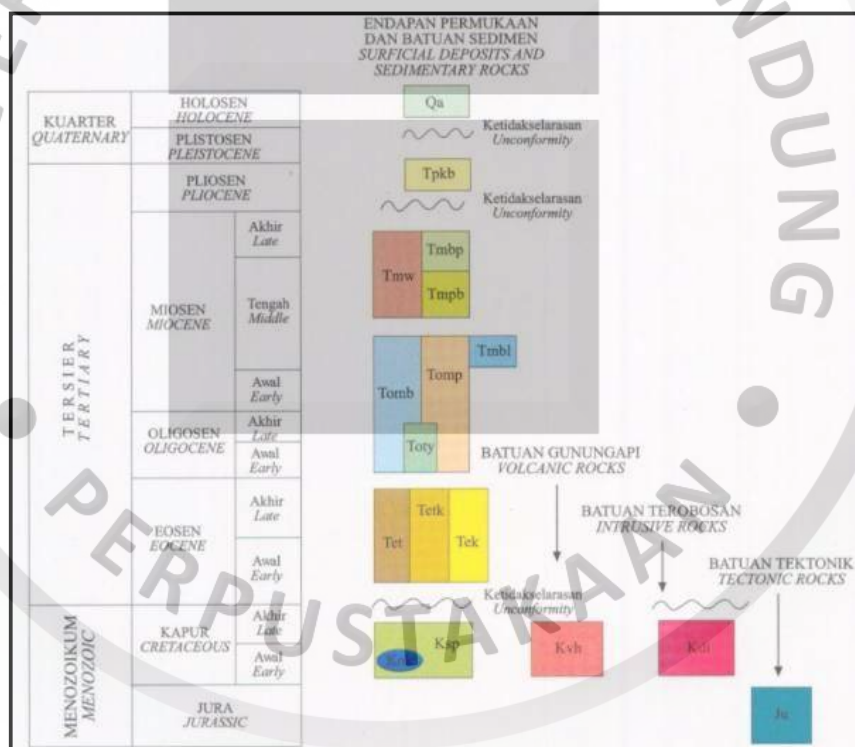 ENDAPAN PERMUKAAN
DAN BATUAN SEDIMEN
SURFICIAL DEPOSITS AND
SEDIMENTARY ROCKS
KUARTER
QUATERNARY
HOLOSEN
HOLOCENE
Qa
PLISTOSEN
PLEISTOCENE
Ketidakselarasan
Unconformity
TERSIER
TERTIARY
PLIOSEN
PLIOCENE
Tpkb
Ketidakselarasan
Unconformity
MIOSEN
MIOCENE
Akhir
Late
Tengah
Middle
Awal
Early
Tmw
Tmbp
Tmpb
Tomb
Tomp
Tmbl
OLIGOSEN
OLIGOCENE
Akhir
Late
Awal
Early
Toty
BATUAN GUNUNGAPI
VOLCANIC ROCKS
EOSEN
EOCENE
Akhir
Late
Awal
Early
Tet
Tetk
Tek
BATUAN TEROBOSAN
INTRUSIVE ROCKS
BATUAN TEKTONIK
TECTONIC ROCKS
Ketidakselarasan
Unconformity
MENOZOIKUM
MENOZOIC
KAPUR
CRETACEOUS
Akhir
Late
Awal
Early
Ksp
Kvh
Kdi
JURA
JURASSIC
Ju
NDUNG
PERPUSTAKAAN